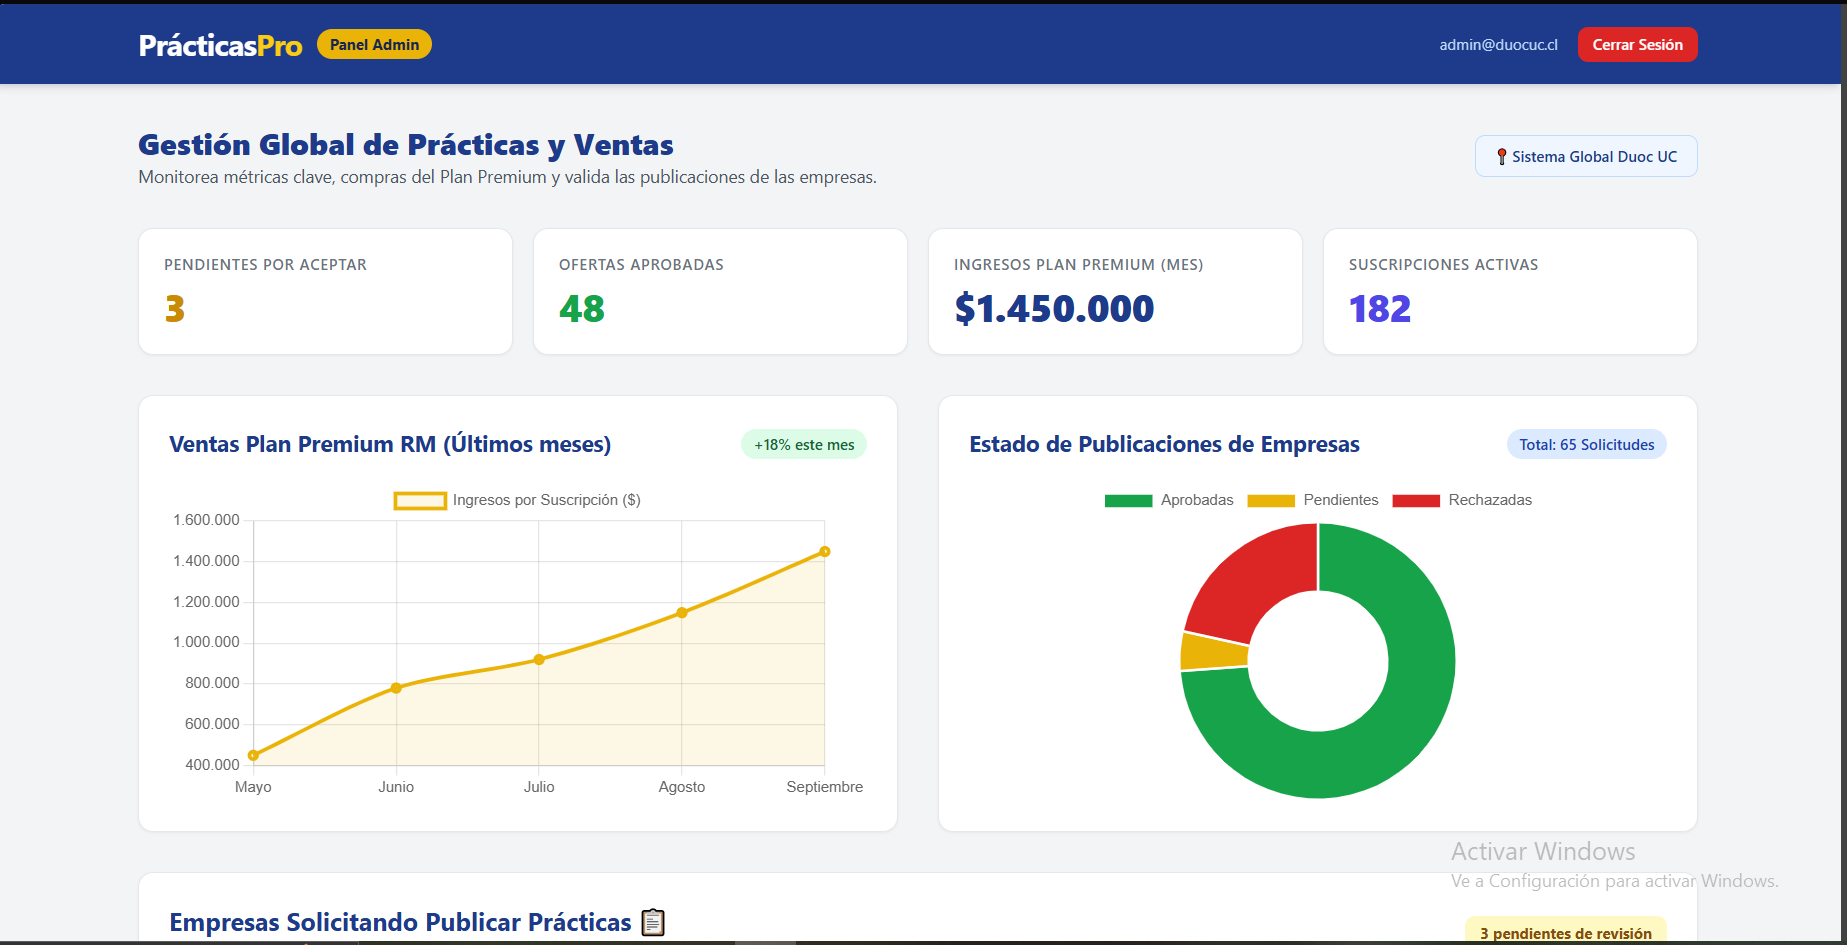 PrácticasPro
Panel Admin
admin@duocuc.cl
Cerrar Sesión
Gestión Global de Prácticas y Ventas
Monitorea métricas clave, compras del Plan Premium y valida las publicaciones de las empresas.
Sistema Global Duoc UC
PENDIENTES POR ACEPTAR
3
OFERTAS APROBADAS
48
INGRESOS PLAN PREMIUM (MES)
$1.450.000
SUSCRIPCIONES ACTIVAS
182
Ventas Plan Premium RM (Últimos meses)
+18% este mes
Ingresos por Suscripción ($)
1.600.000
1.400.000
1.200.000
1.000.000
800.000
600.000
400.000
Mayo
Junio
Julio
Agosto
Septiembre
Estado de Publicaciones de Empresas
Total: 65 Solicitudes
Aprobadas
Pendientes
Rechazadas
Activar Windows
Ve a Configuración para activar Windows.
Empresas Solicitando Publicar Prácticas
3 pendientes de revisión